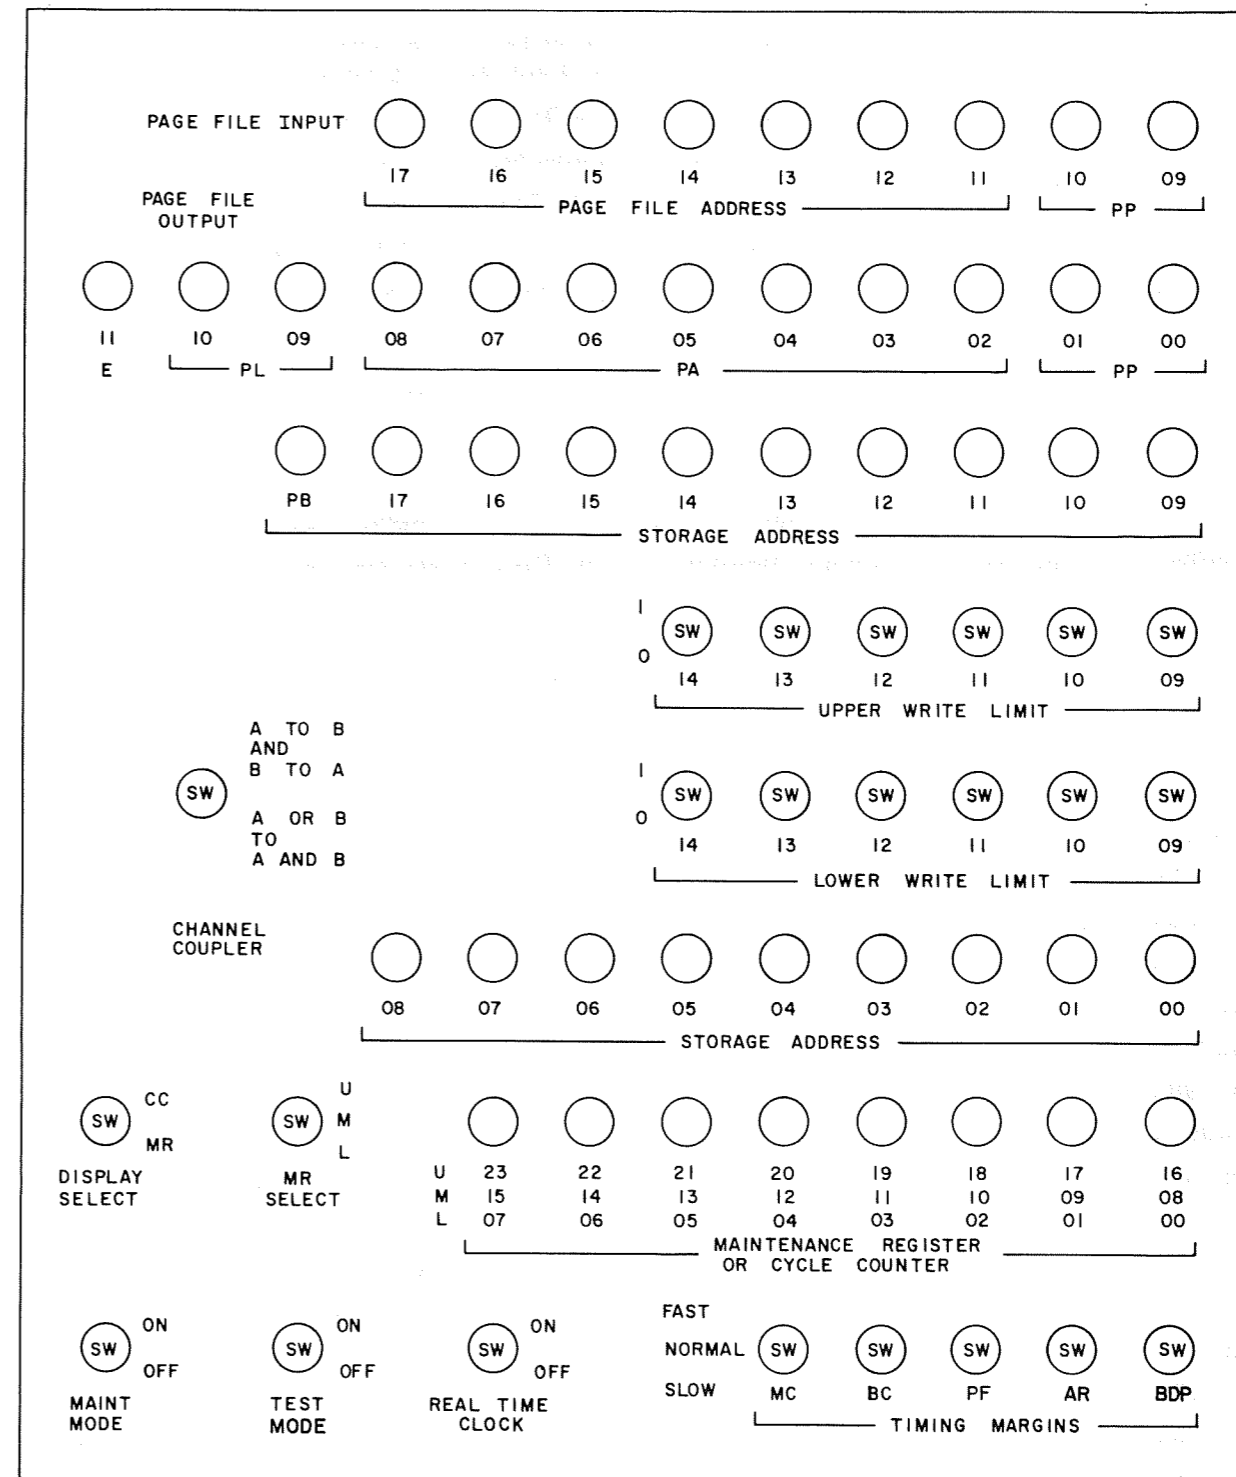 PAGE FILE INPUT
17 16 15 14 13 12 11 10 09
PAGE FILE ADDRESS PP
PAGE FILE
OUTPUT
11 10 09 08 07 06 05 04 03 02 01 00
E PL PA PP
PB 17 16 15 14 13 12 11 10 09
STORAGE ADDRESS
1
SW SW SW SW SW SW
0
14 13 12 11 10 09
UPPER WRITE LIMIT
A TO B
AND
B TO A
SW
A OR B
TO
A AND B
CHANNEL
COUPLER
1
SW SW SW SW SW SW
0
14 13 12 11 10 09
LOWER WRITE LIMIT
08 07 06 05 04 03 02 01 00
STORAGE ADDRESS
CC
SW
MR
DISPLAY
SELECT
U
SW M
L
MR
SELECT
U 23 22 21 20 19 18 17 16
M 15 14 13 12 11 10 09 08
L 07 06 05 04 03 02 01 00
MAINTENANCE REGISTER
OR CYCLE COUNTER
ON
SW
OFF
MAINT
MODE
ON
SW
OFF
TEST
MODE
ON
SW
OFF
REAL TIME
CLOCK
FAST
NORMAL SW SW SW SW SW
SLOW MC BC PF AR BDP
TIMING MARGINS